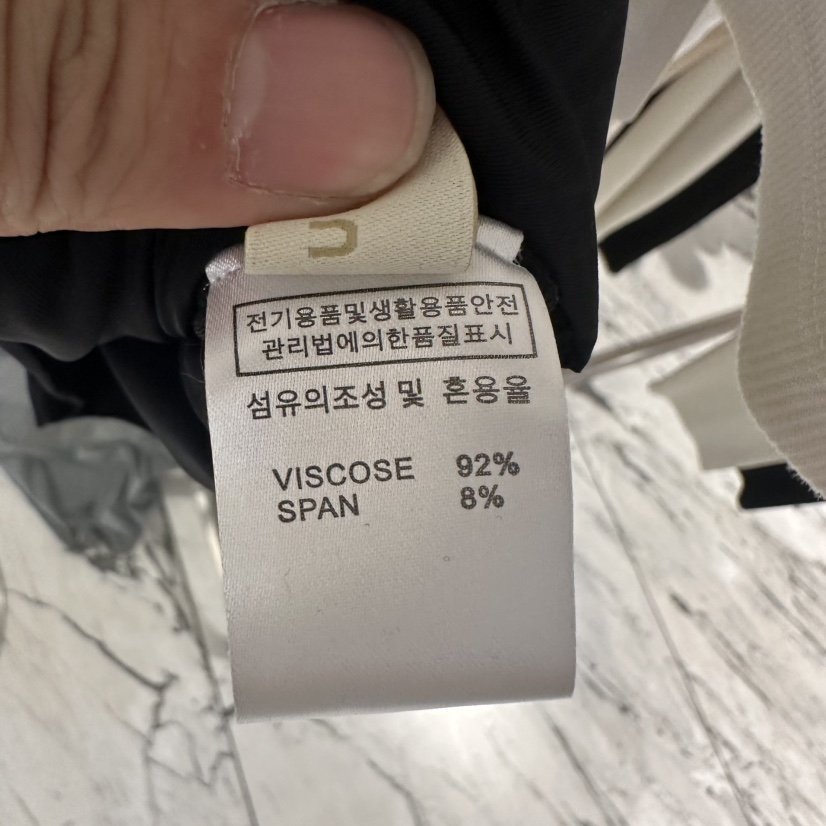 전기용품및생활용품안전
관리법에의한품질표시
섬유의조성 및 혼용율
VISCOSE 92%
SPAN 8%